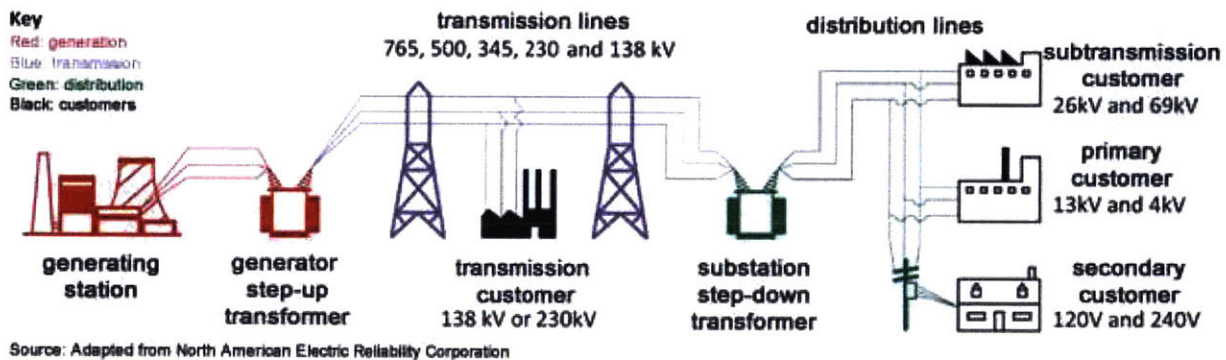 Key
Red: generation
Blue: transmission
Green: distribution
Black: customers
transmission lines
765, 500, 345, 230 and 138 kV
distribution lines
subtransmission
customer
26kV and 69kV
primary
customer
13kV and 4kV
secondary
customer
120V and 240V
generating
station
generator
step-up
transformer
transmission
customer
138 kV or 230kV
substation
step-down
transformer
Source: Adapted from North American Electric Reliability Corporation